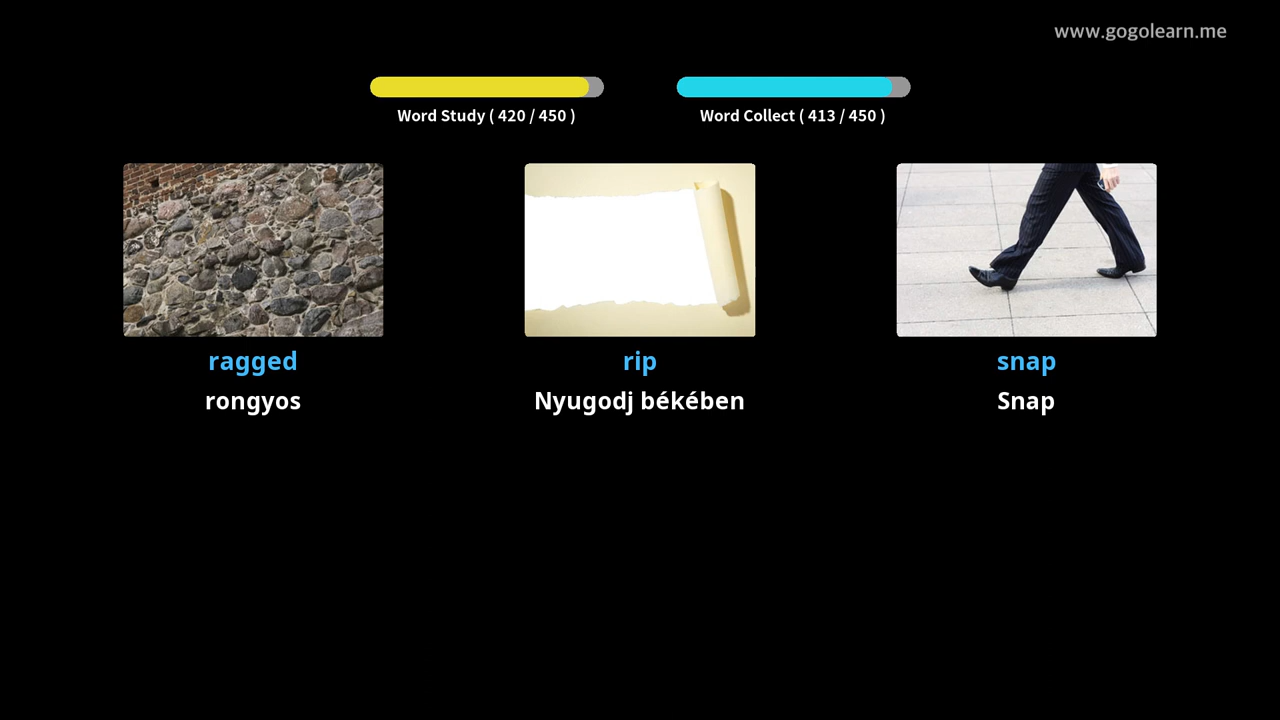 www.gogolearn.me
Word Study ( 420 / 450 )
Word Collect ( 413 / 450 )
ragged
rip
snap
rongyos
Nyugodj békében
Snap